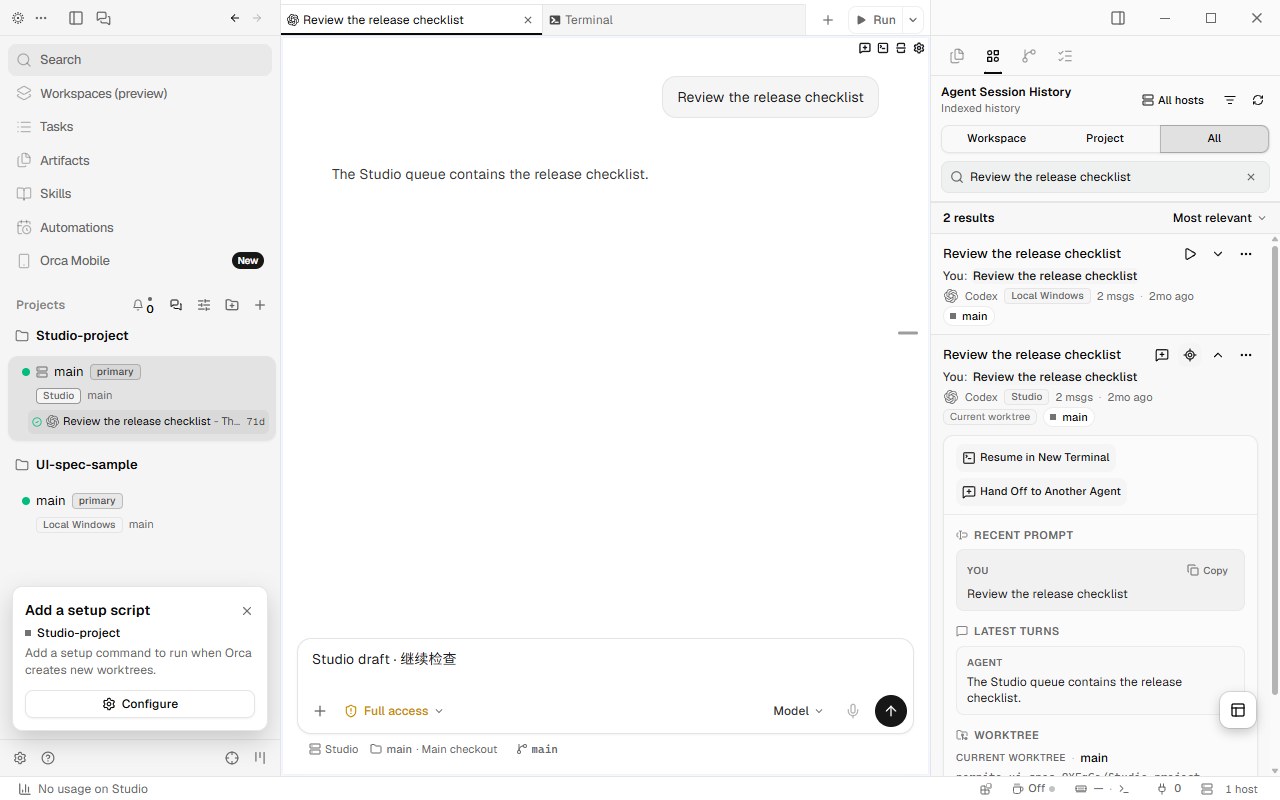 Review the release checklist
Terminal
Run
Search
Workspaces (preview)
Tasks
Artifacts
Skills
Automations
Orca Mobile
New
Projects
0
Studio-project
main
primary
Studio
main
Review the release checklist - Th...
71d
UI-spec-sample
main
primary
Local Windows
main
Add a setup script
Studio-project
Add a setup command to run when Orca
creates new worktrees.
Configure
No usage on Studio
Review the release checklist
The Studio queue contains the release checklist.
Studio draft · 继续检查
Full access
Model
Studio
main · Main checkout
main
Agent Session History
Indexed history
All hosts
Workspace
Project
All
Review the release checklist
2 results
Most relevant
Review the release checklist
You: Review the release checklist
Codex
Local Windows
2 msgs · 2mo ago
main
Review the release checklist
You: Review the release checklist
Codex
Studio
2 msgs · 2mo ago
Current worktree
main
Resume in New Terminal
Hand Off to Another Agent
RECENT PROMPT
YOU
Copy
Review the release checklist
LATEST TURNS
AGENT
The Studio queue contains the release
checklist.
WORKTREE
CURRENT WORKTREE · main
Off
0
1 host